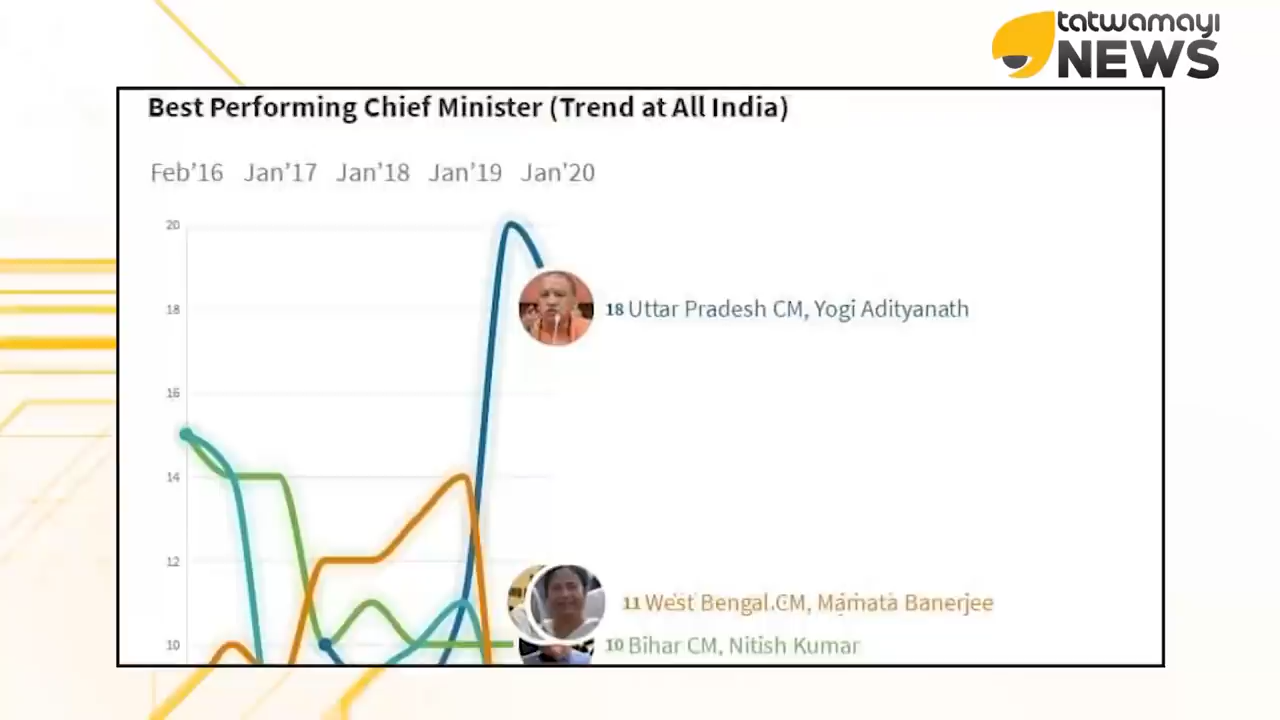 tatwamayi
NEWS
Best Performing Chief Minister (Trend at All India)
Feb'16 Jan'17 Jan'18 Jan'19 Jan'20
20
18
18 Uttar Pradesh CM, Yogi Adityanath
16
14
12
11 West Bengal CM, Mamata Banerjee
10
10 Bihar CM, Nitish Kumar